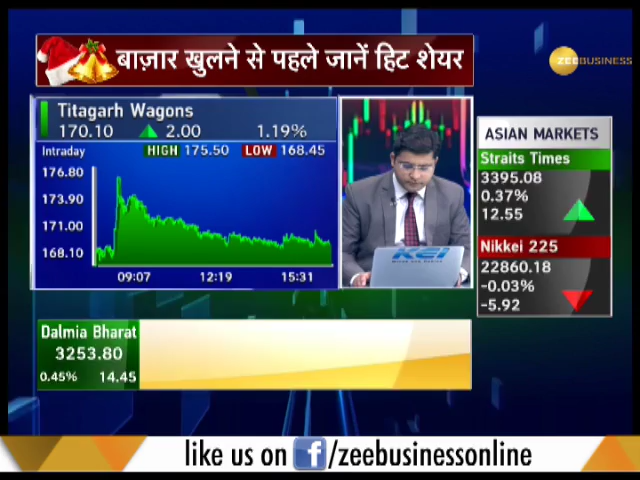 बाज़ार खुलने से पहले जानें हिट शेयर
ZEEBUSINESS
Titagarh Wagons
170.10 2.00 1.19%
Intraday HIGH 175.50 LOW 168.45
176.80
173.90
171.00
168.10
09:07 12:19 15:31
KEI
ASIAN MARKETS
Straits Times
3395.08
0.37%
12.55
Nikkei 225
22860.18
-0.03%
-5.92
Dalmia Bharat
3253.80
0.45% 14.45
like us on f/zeebusinessonline